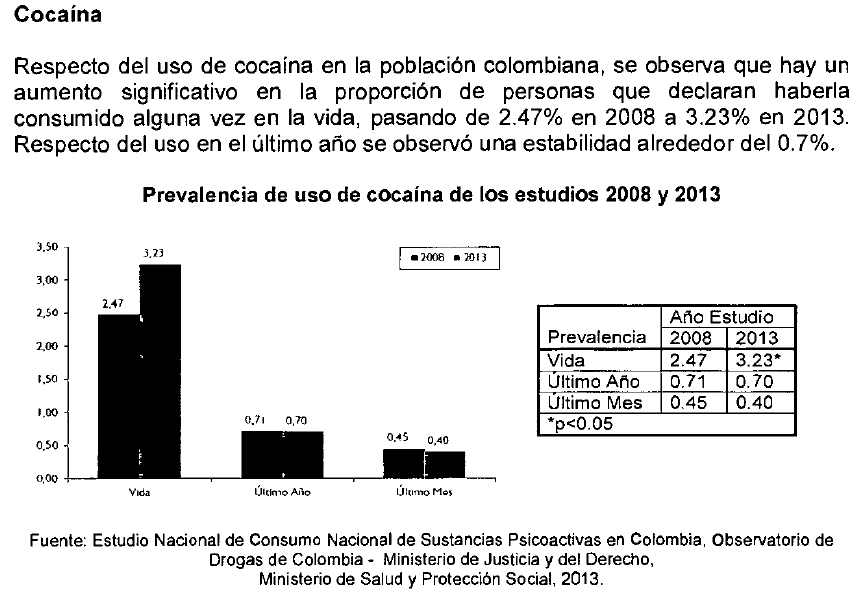 Cocaína
Respecto del uso de cocaína en la población colombiana, se observa que hay un
aumento significativo en la proporción de personas que declaran haberla
consumido alguna vez en la vida, pasando de 2.47% en 2008 a 3.23% en 2013.
Respecto del uso en el último año se observó una estabilidad alrededor del 0.7%.
Prevalencia de uso de cocaína de los estudios 2008 y 2013
3,50
3,00
2,50
2,00
1,50
1,00
0,50
0,00
2,47
3,23
0,71 0,70
0,45 0,40
Vida Último Año Último Mes
2008 2013
Año Estudio
Prevalencia 2008 2013
Vida 2.47 3.23*
Último Año 0.71 0.70
Último Mes 0.45 0.40
*p<0.05
Fuente: Estudio Nacional de Consumo Nacional de Sustancias Psicoactivas en Colombia, Observatorio de
Drogas de Colombia - Ministerio de Justicia y del Derecho,
Ministerio de Salud y Protección Social, 2013.